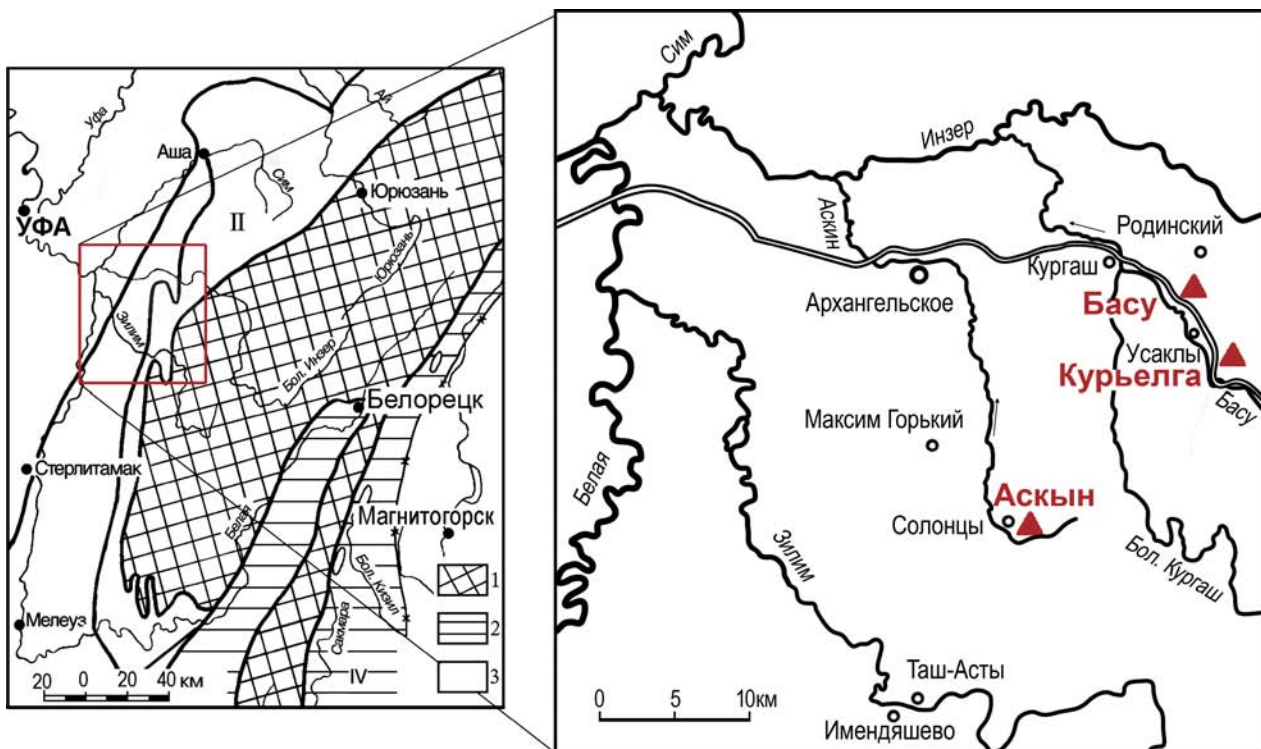 Уфа
Ай
Аша
Сим
Юрюзань
УФА
II
Юрюзань
Зилим
Бол. Инзер
Белорецк
Стерлитамак
Белая
Магнитогорск
Бол. Кизил
1
2
3
Мелеуз
Сакмара
IV
20 0 20 40 км
Сим
Инзер
Аскин
Родинский
Кургаш
Архангельское
Басу
Усаклы
Курьелга
Басу
Максим Горький
Белая
Аскын
Солонцы
Зилим
Бол. Кургаш
Таш-Асты
Имендяшево
0 5 10км